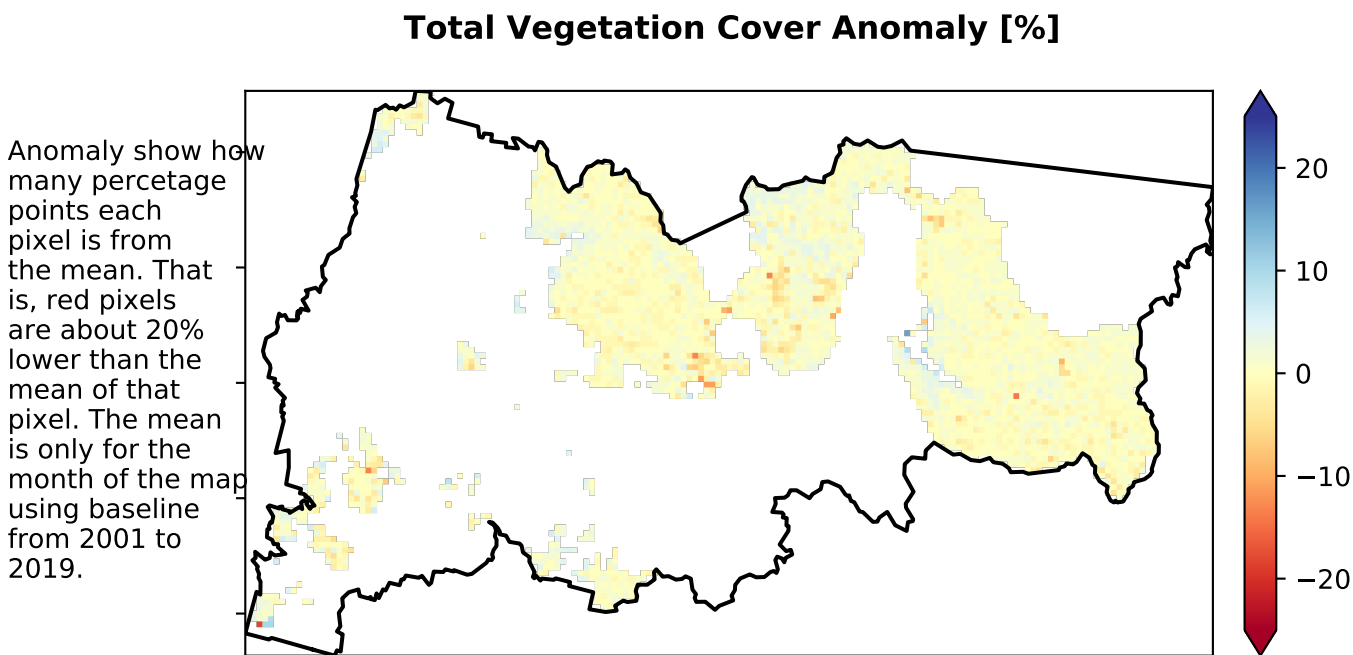 Total Vegetation Cover Anomaly [%]
Anomaly show how
many percetage
points each
pixel is from
the mean. That
is, red pixels
are about 20%
lower than the
mean of that
pixel. The mean
is only for the
month of the map
using baseline
from 2001 to
2019.
20
10
0
−10
−20